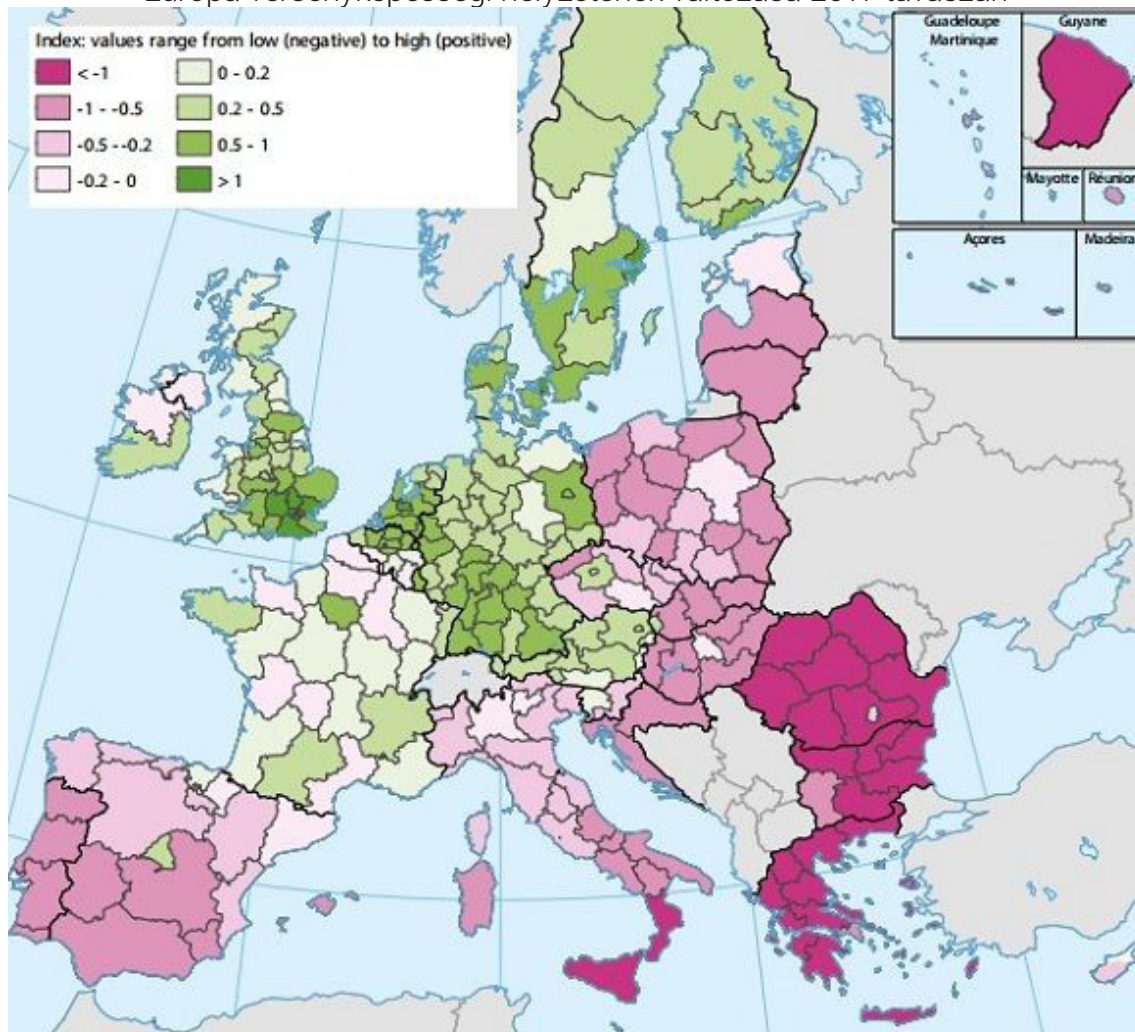 Index: values range from low (negative) to high (positive)
< -1
-1 - -0.5
-0.5 --0.2
-0.2 - 0
0 - 0.2
0.2 - 0.5
0.5 - 1
> 1
Guadeloupe
Martinique
Guyane
Mayotte
Réunion
Açores
Madeira